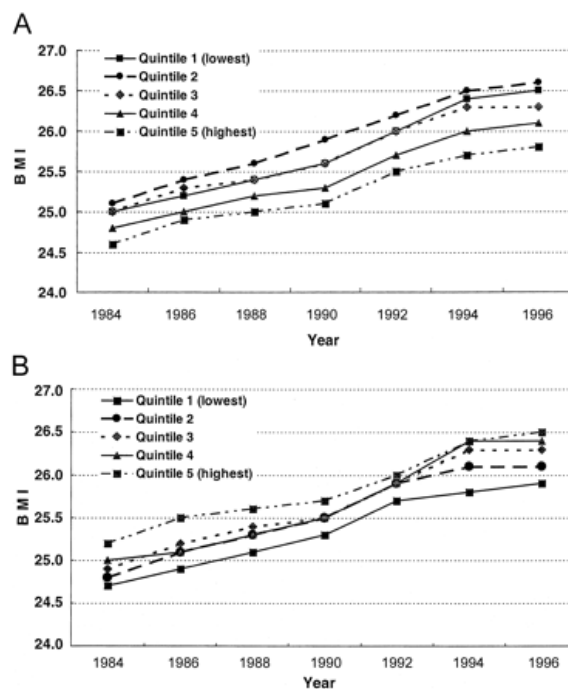 A
27.0
Quintile 1 (lowest)
Quintile 2
26.5
Quintile 3
26.0
Quintile 4
Quintile 5 (highest)
25.5
BMI
25.0
24.5
24.0
1984 1986 1988 1990 1992 1994 1996
Year
B
27.0
Quintile 1 (lowest)
26.5
Quintile 2
Quintile 3
26.0
Quintile 4
Quintile 5 (highest)
25.5
BMI
25.0
24.5
24.0
1984 1986 1988 1990 1992 1994 1996
Year